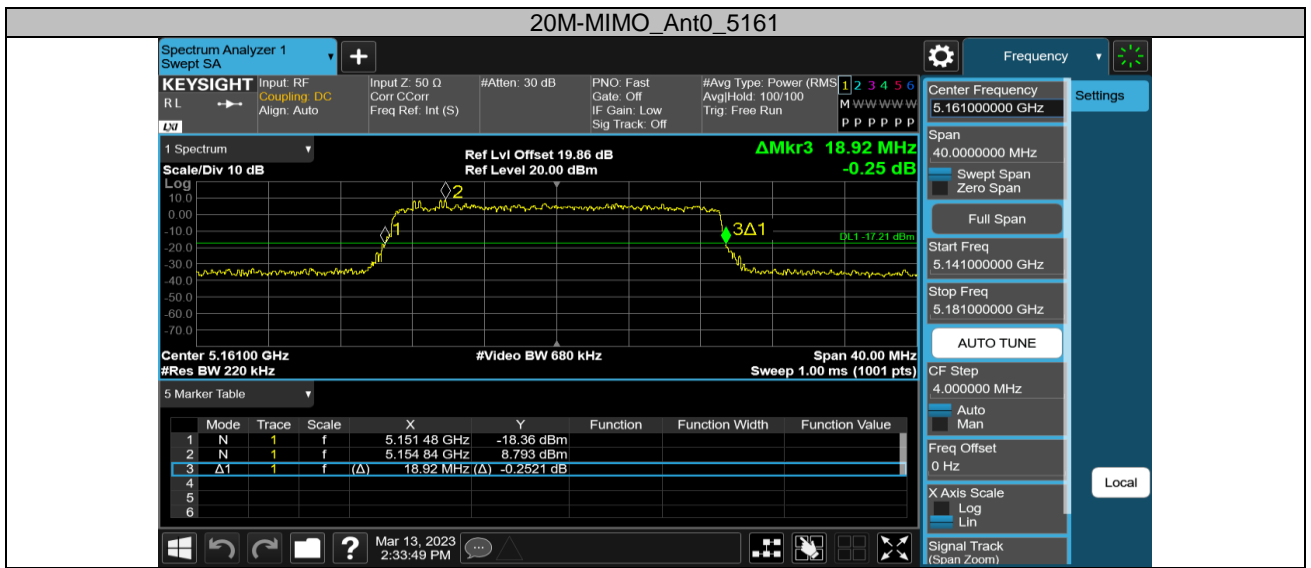 20M-MIMO_Ant0_5161
Spectrum Analyzer 1
Swept SA
Frequency
KEYSIGHT
R L
LXI
Input: RF
Coupling: DC
Align: Auto
Input Z: 50 Ω
Corr CCorr
Freq Ref: Int (S)
#Atten: 30 dB
PNO: Fast
Gate: Off
IF Gain: Low
Sig Track: Off
#Avg Type: Power (RMS
Avg|Hold: 100/100
Trig: Free Run
1 2 3 4 5 6
M W W W W W
P P P P P P
1 Spectrum
Scale/Div 10 dB
Ref Lvl Offset 19.86 dB
Ref Level 20.00 dBm
ΔMkr3 18.92 MHz
-0.25 dB
Log
10.0
0.00
-10.0
-20.0
-30.0
-40.0
-50.0
-60.0
-70.0
2
1
3Δ1
DL1 -17.21 dBm
Center 5.16100 GHz
#Video BW 680 kHz
Span 40.00 MHz
#Res BW 220 kHz
Sweep 1.00 ms (1001 pts)
5 Marker Table
Mode Trace Scale X Y Function Function Width Function Value
1 N 1 f 5.151 48 GHz -18.36 dBm
2 N 1 f 5.154 84 GHz 8.793 dBm
3 Δ1 1 f (Δ) 18.92 MHz (Δ) -0.2521 dB
4
5
6
?
Mar 13, 2023
2:33:49 PM
Center Frequency
5.161000000 GHz
Settings
Span
40.0000000 MHz
Swept Span
Zero Span
Full Span
Start Freq
5.141000000 GHz
Stop Freq
5.181000000 GHz
AUTO TUNE
CF Step
4.000000 MHz
Auto
Man
Freq Offset
0 Hz
Local
X Axis Scale
Log
Lin
Signal Track
(Span Zoom)